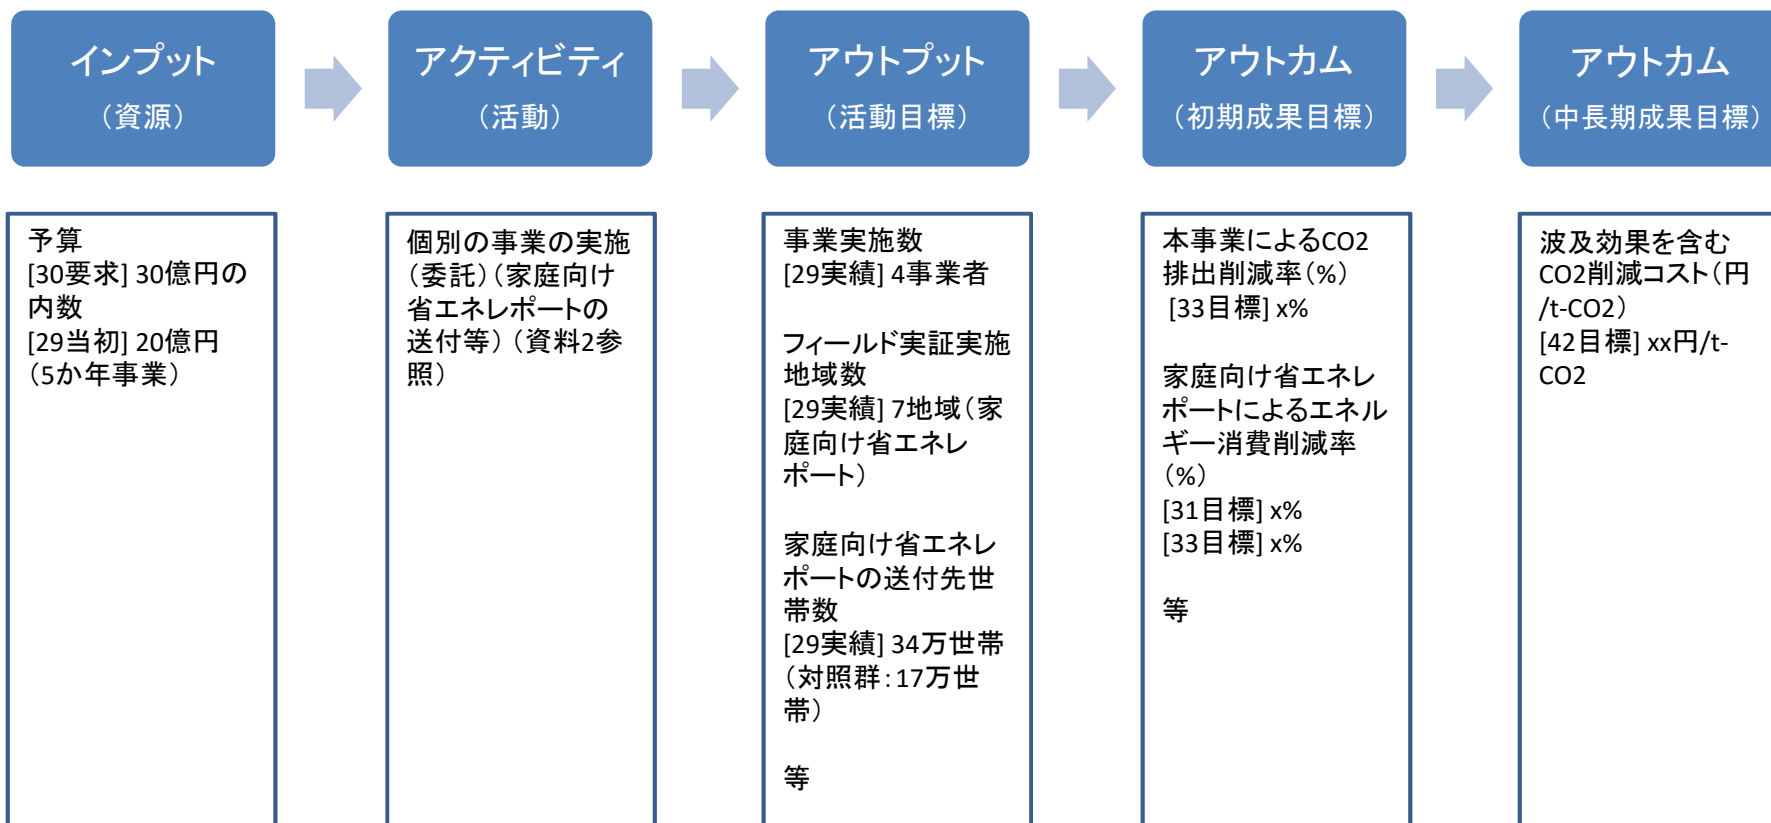 インプット
（資源）
アクティビティ
（活動）
アウトプット
（活動目標）
アウトカム
（初期成果目標）
アウトカム
（中長期成果目標）
予算
[30要求] 30億円の
内数
[29当初] 20億円
（5か年事業）
個別の事業の実施
（委託）（家庭向け
省エネレポートの
送付等）（資料2参
照）
事業実施数
[29実績] 4事業者
フィールド実証実施
地域数
[29実績] 7地域（家
庭向け省エネレ
ポート）
家庭向け省エネレ
ポートの送付先世
帯数
[29実績] 34万世帯
（対照群：17万世
帯）
等
本事業によるCO2
排出削減率（%）
[33目標] x%
家庭向け省エネレ
ポートによるエネル
ギー消費削減率
（%）
[31目標] x%
[33目標] x%
等
波及効果を含む
CO2削減コスト（円
/t-CO2）
[42目標] xx円/t-
CO2